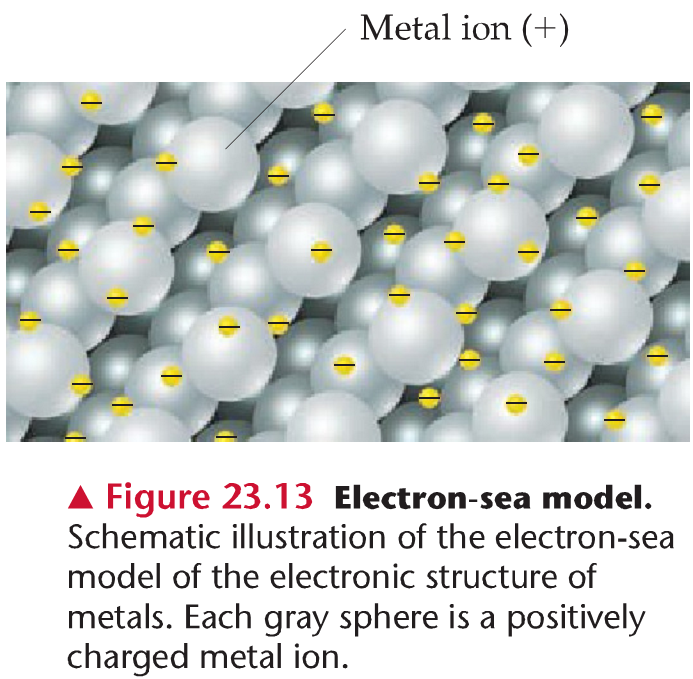 Metal ion (+)
▲ Figure 23.13 Electron-sea model.
Schematic illustration of the electron-sea
model of the electronic structure of
metals. Each gray sphere is a positively
charged metal ion.